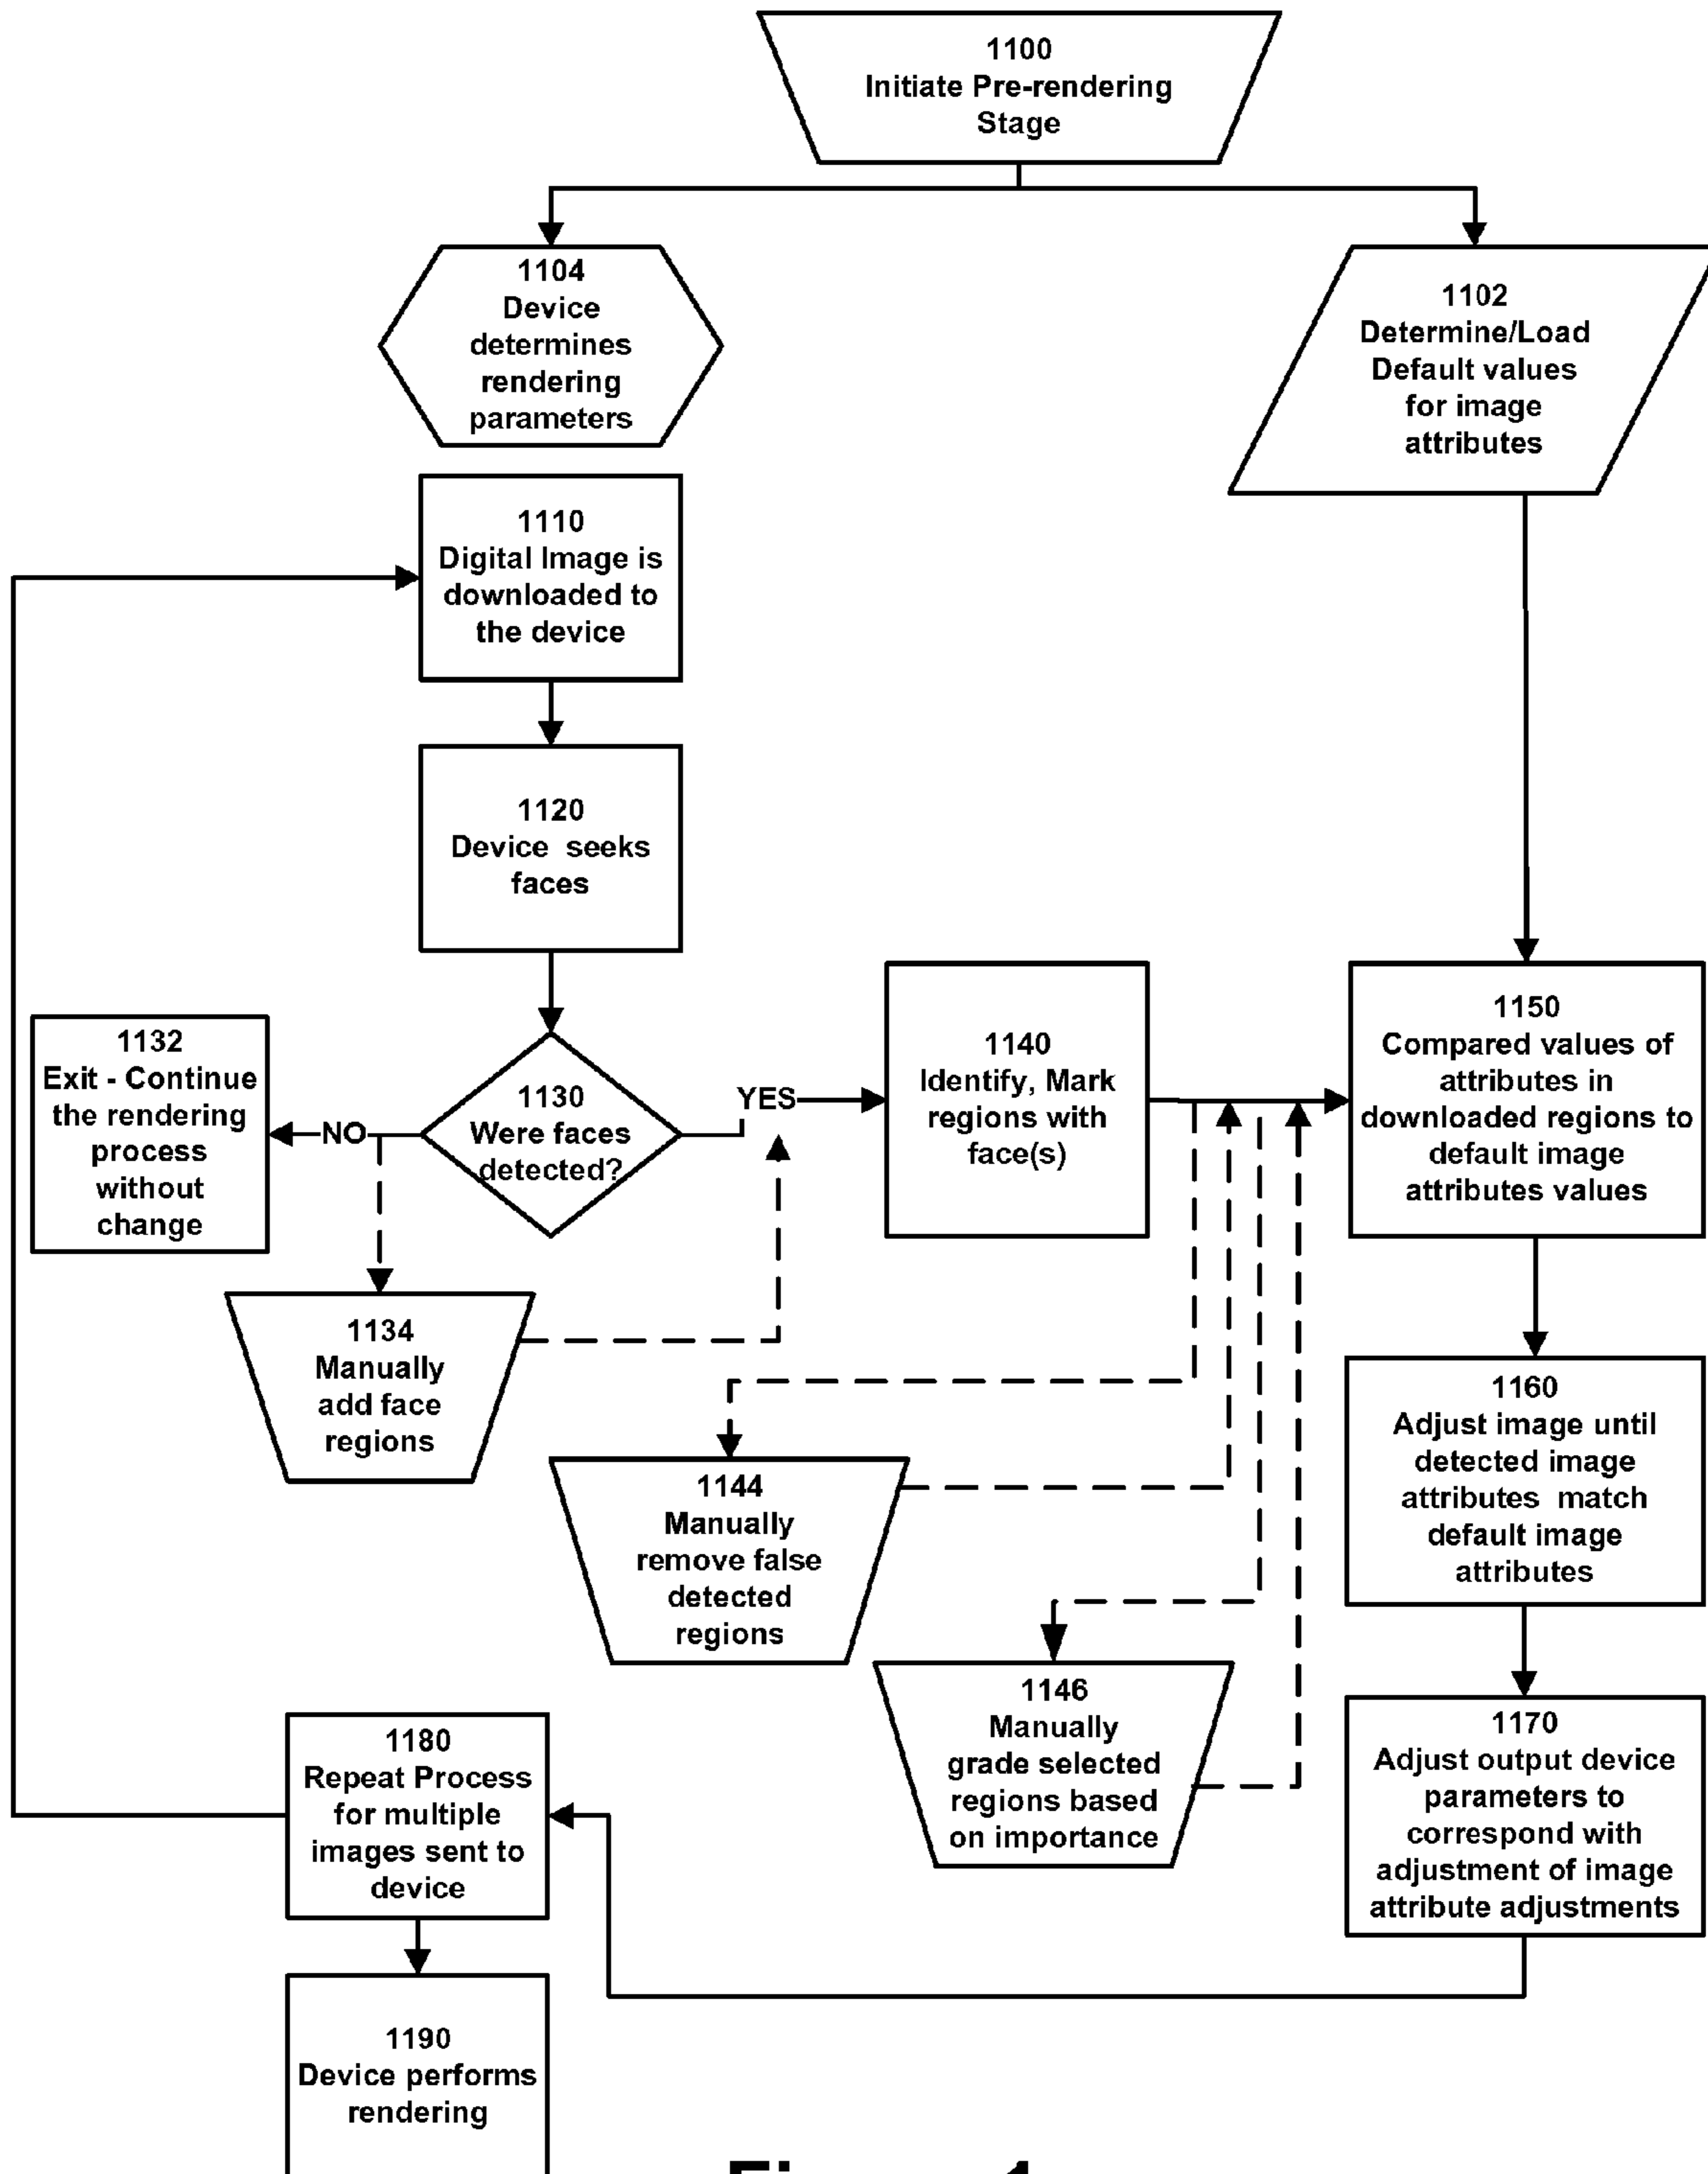 1100
Initiate Pre-rendering
Stage
1104
Device
determines
rendering
parameters
1102
Determine/Load
Default values
for image
attributes
1110
Digital Image is
downloaded to
the device
1120
Device seeks
faces
1132
Exit - Continue
the rendering
process
without
change
NO
1130
Were faces
detected?
YES
1140
Identify, Mark
regions with
face(s)
1150
Compared values of
attributes in
downloaded regions to
default image
attributes values
1134
Manually
add face
regions
1144
Manually
remove false
detected
regions
1160
Adjust image until
detected image
attributes match
default image
attributes
1146
Manually
grade selected
regions based
on importance
1170
Adjust output device
parameters to
correspond with
adjustment of image
attribute adjustments
1180
Repeat Process
for multiple
images sent to
device
1190
Device performs
rendering